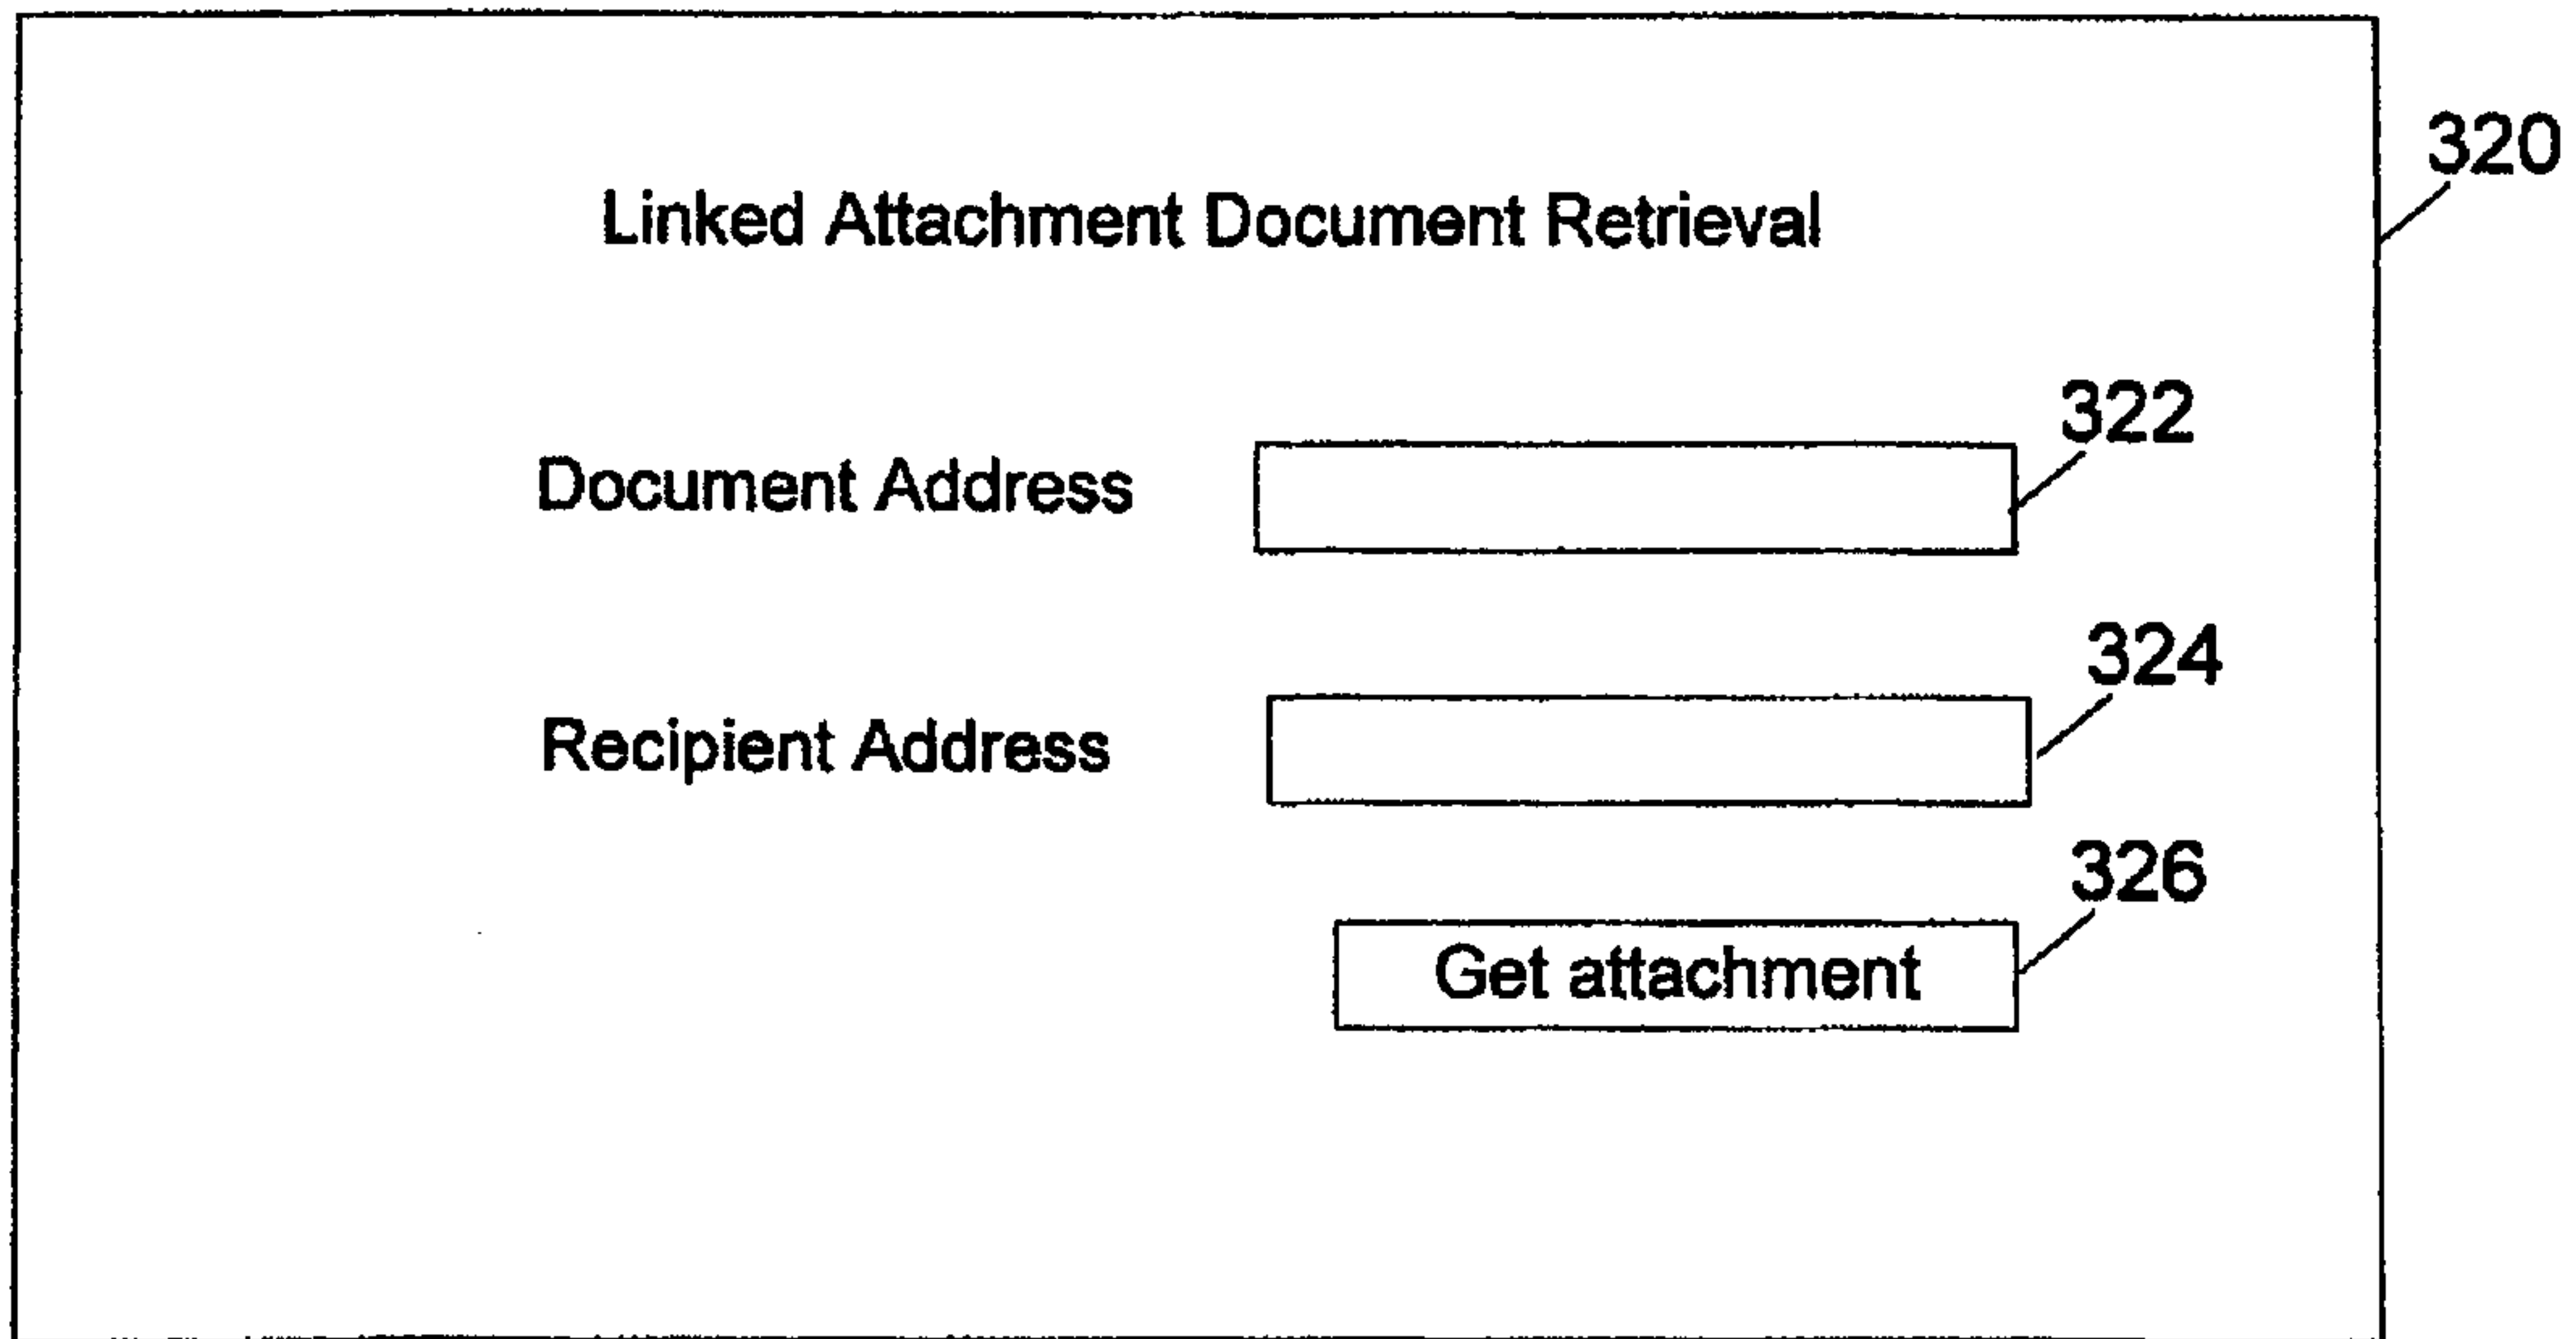 320
Linked Attachment Document Retrieval
322
Document Address
324
Recipient Address
326
Get attachment